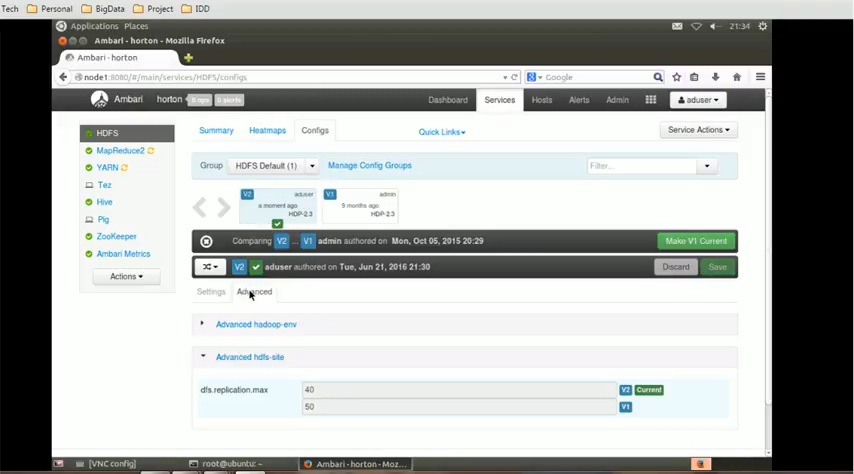 Tech Personal BigData Project IDD
Applications Places 21:34
Ambari - horton - Mozilla Firefox
Ambari - horton
node1:8080/#/main/services/HDFS/configs Google
Ambari horton 0 ops 0 alerts Dashboard Services Hosts Alerts Admin aduser
HDFS
MapReduce2
YARN
Tez
Hive
Pig
ZooKeeper
Ambari Metrics
Actions
Summary Heatmaps Configs Quick Links Service Actions
Group HDFS Default (1) Manage Config Groups Filter...
V2 aduser
a moment ago
HDP-2.3
V1 admin
9 months ago
HDP-2.3
Comparing V2 ... V1 admin authored on Mon, Oct 05, 2015 20:29 Make V1 Current
V2 aduser authored on Tue, Jun 21, 2016 21:30 Discard Save
Settings Advanced
Advanced hadoop-env
Advanced hdfs-site
dfs.replication.max 40 V2 Current
50 V1
[VNC config] root@ubuntu: ~ Ambari - horton - Moz...